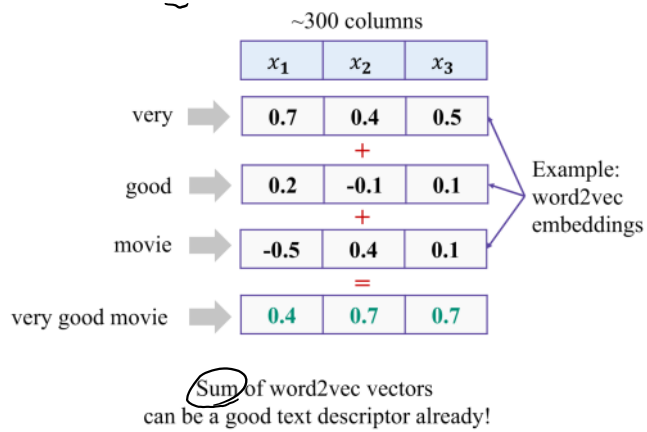 ~300 columns
x₁ x₂ x₃
very 0.7 0.4 0.5
+
good 0.2 -0.1 0.1
+
movie -0.5 0.4 0.1
=
very good movie 0.4 0.7 0.7
Example:
word2vec
embeddings
Sum of word2vec vectors
can be a good text descriptor already!